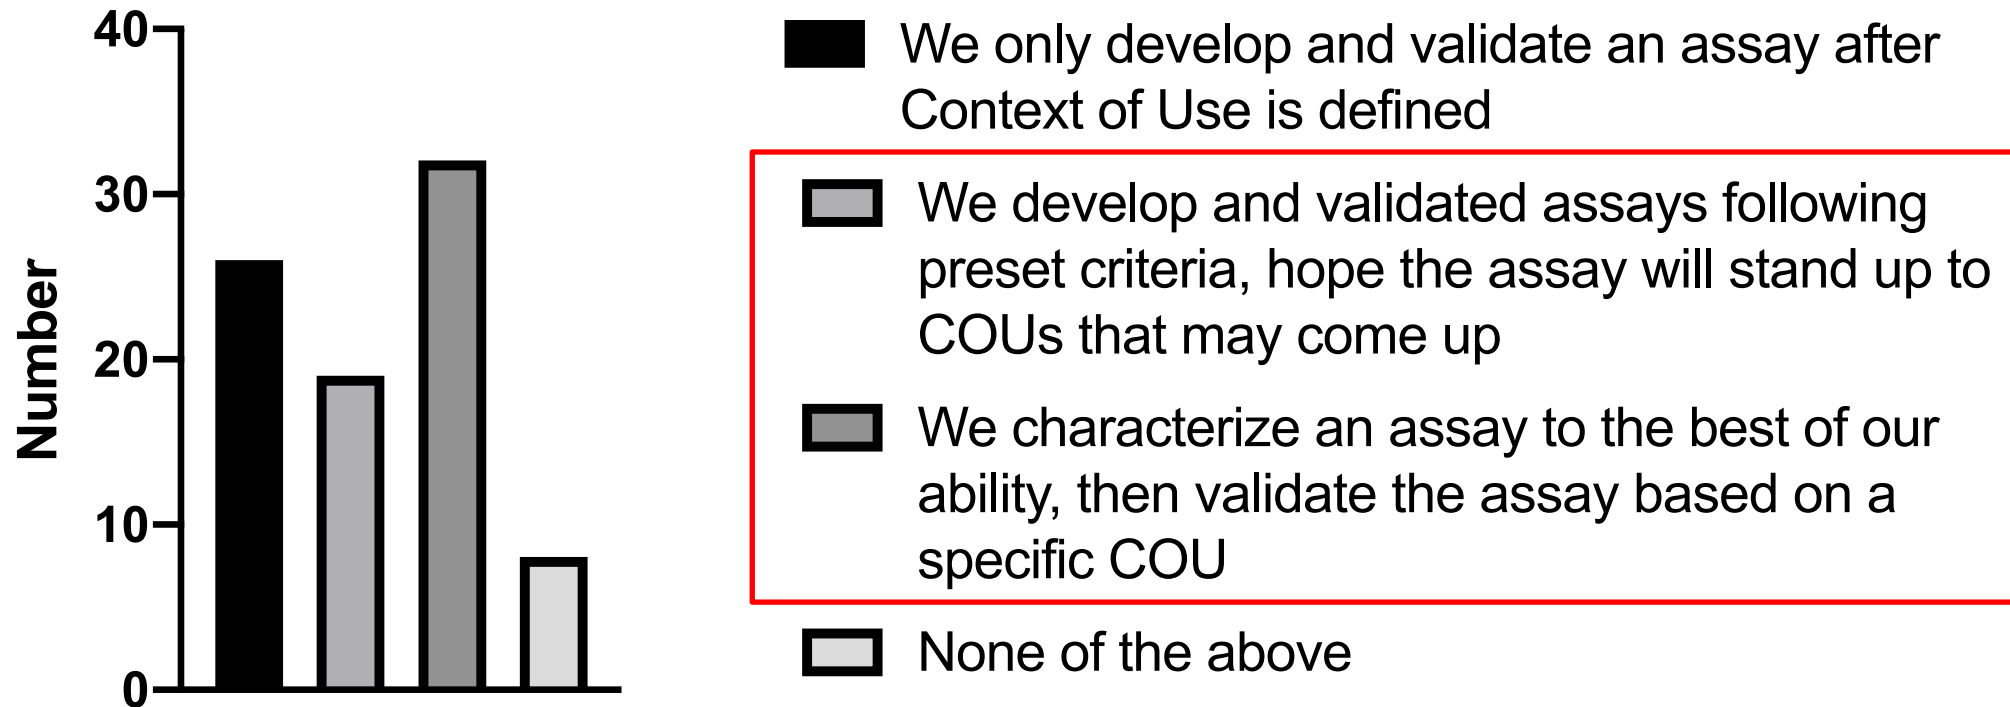 40
30
20
10
0
Number
We only develop and validate an assay after
Context of Use is defined
We develop and validated assays following
preset criteria, hope the assay will stand up to
COUs that may come up
We characterize an assay to the best of our
ability, then validate the assay based on a
specific COU
None of the above